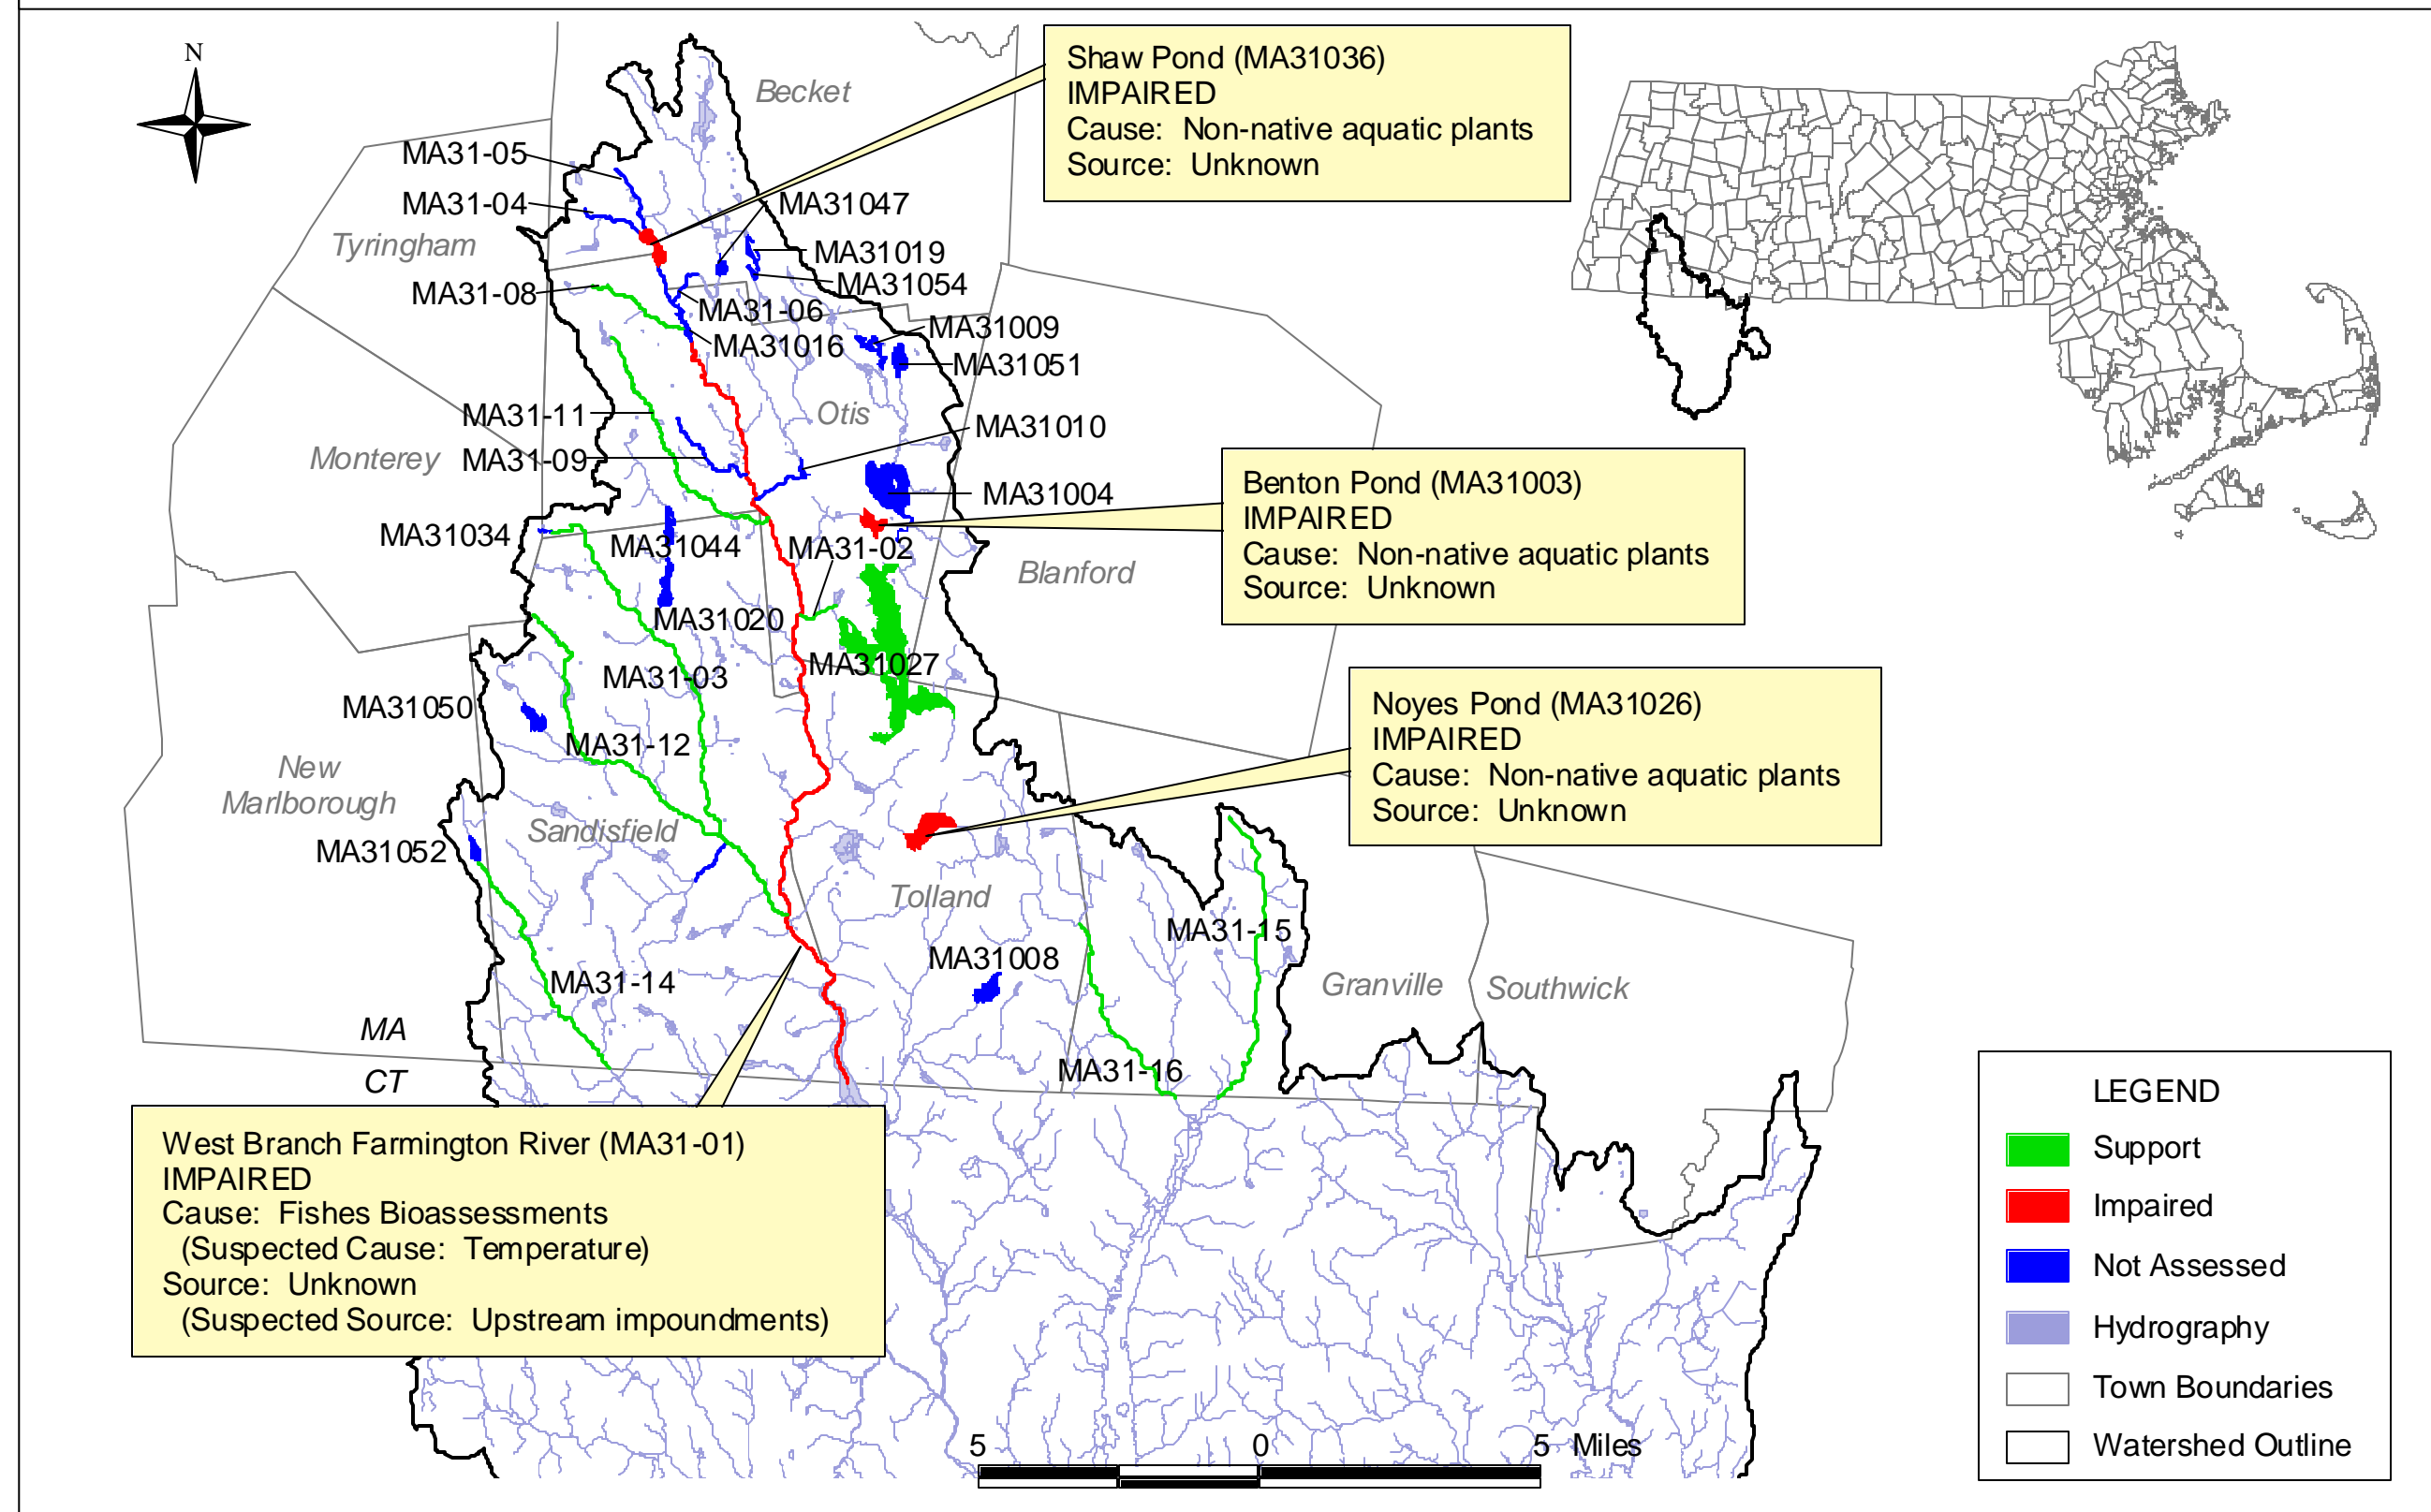 N
Becket
Shaw Pond (MA31036)
IMPAIRED
Cause: Non-native aquatic plants
Source: Unknown
MA31-05
MA31-04
MA31047
Tyringham
MA31019
MA31054
MA31-08
MA31-06
MA31009
MA31016
MA31051
MA31-11
Otis
MA31010
Monterey
MA31-09
MA31004
Benton Pond (MA31003)
IMPAIRED
Cause: Non-native aquatic plants
Source: Unknown
MA31034
MA31044
MA31-02
Blanford
MA31020
MA31027
MA31-03
MA31050
MA31-12
Noyes Pond (MA31026)
IMPAIRED
Cause: Non-native aquatic plants
Source: Unknown
New
Marlborough
Sandisfield
MA31052
Tolland
MA31-15
MA31008
MA31-14
Granville
Southwick
MA
CT
MA31-16
West Branch Farmington River (MA31-01)
IMPAIRED
Cause: Fishes Bioassessments
(Suspected Cause: Temperature)
Source: Unknown
(Suspected Source: Upstream impoundments)
LEGEND
Support
Impaired
Not Assessed
Hydrography
Town Boundaries
Watershed Outline
5 0 5 Miles